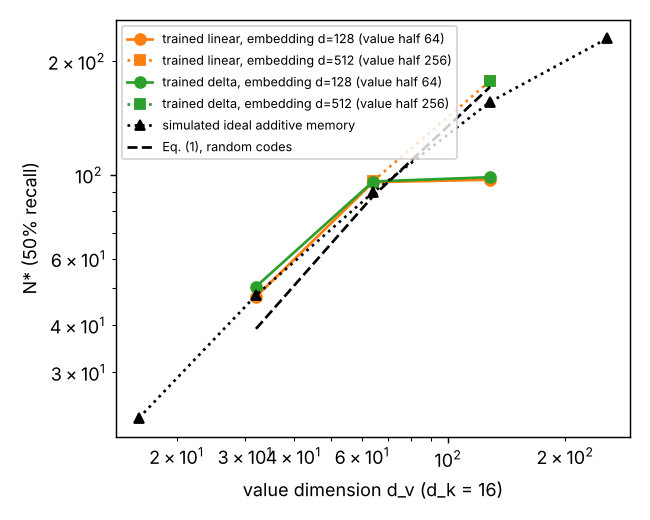 trained linear, embedding d=128 (value half 64)
trained linear, embedding d=512 (value half 256)
trained delta, embedding d=128 (value half 64)
trained delta, embedding d=512 (value half 256)
simulated ideal additive memory
Eq. (1), random codes
N* (50% recall)
2 × 10²
10²
6 × 10¹
4 × 10¹
3 × 10¹
2 × 10¹ 3 × 10¹ 4 × 10¹ 6 × 10¹ 10² 2 × 10²
value dimension d_v (d_k = 16)